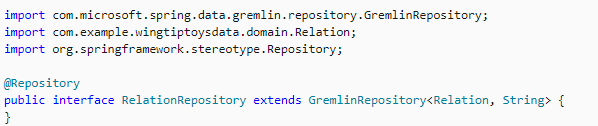 import com.microsoft.spring.data.gremlin.repository.GremlinRepository;
import com.example.wingtiptoysdata.domain.Relation;
import org.springframework.stereotype.Repository;

@Repository
public interface RelationRepository extends GremlinRepository<Relation, String> {
}